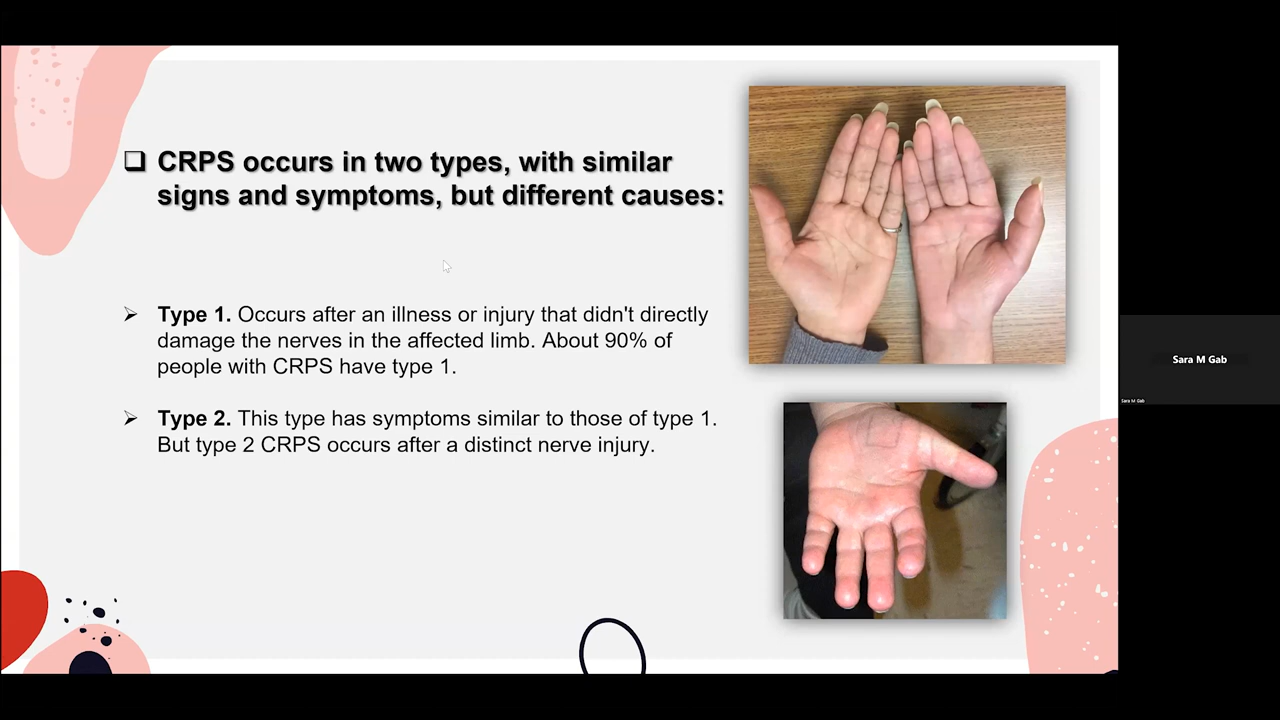 CRPS occurs in two types, with similar
signs and symptoms, but different causes:
Type 1. Occurs after an illness or injury that didn't directly
damage the nerves in the affected limb. About 90% of
people with CRPS have type 1.
Type 2. This type has symptoms similar to those of type 1.
But type 2 CRPS occurs after a distinct nerve injury.
Sara M Gab
Sara M Gab